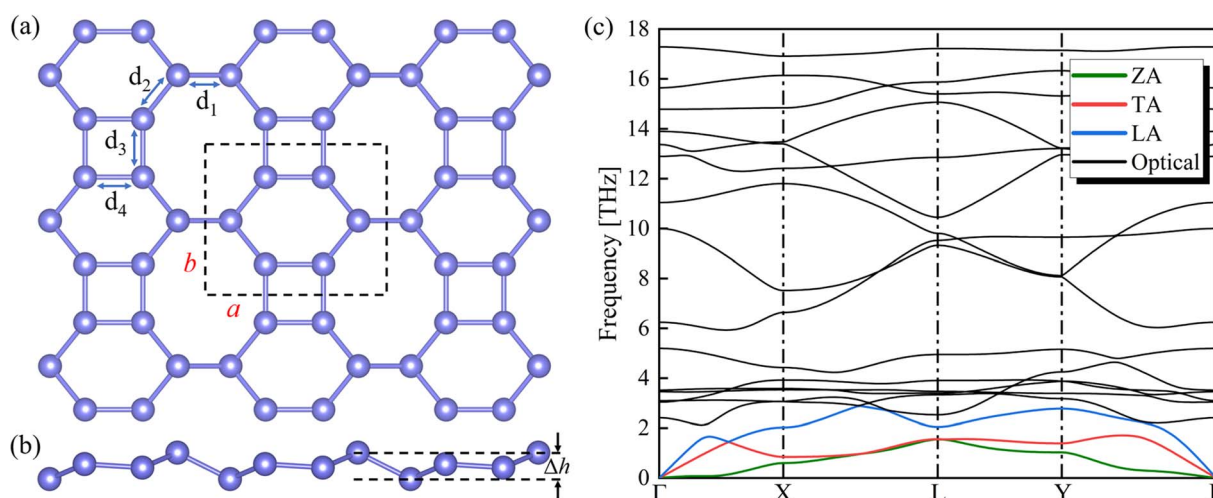 (a)
d₂
d₁
d₃
d₄
b
a
(b)
Δh
(c)
Frequency [THz]
18
16
14
12
10
8
6
4
2
0
ZA
TA
LA
Optical
Γ
X
L
Y